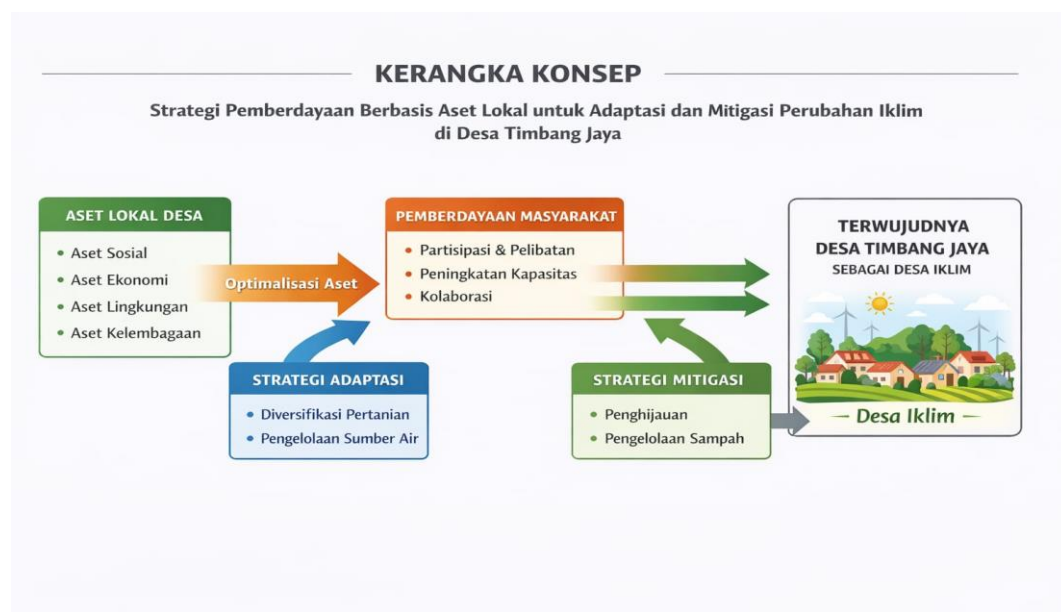 KERANGKA KONSEP
Strategi Pemberdayaan Berbasis Aset Lokal untuk Adaptasi dan Mitigasi Perubahan Iklim
di Desa Timbang Jaya
ASET LOKAL DESA
• Aset Sosial
• Aset Ekonomi
• Aset Lingkungan
• Aset Kelembagaan
Optimalisasi Aset
PEMBERDAYAAN MASYARAKAT
• Partisipasi & Pelibatan
• Peningkatan Kapasitas
• Kolaborasi
STRATEGI ADAPTASI
• Diversifikasi Pertanian
• Pengelolaan Sumber Air
STRATEGI MITIGASI
• Penghijauan
• Pengelolaan Sampah
TERWUJUDNYA
DESA TIMBANG JAYA
SEBAGAI DESA IKLIM
Desa Iklim